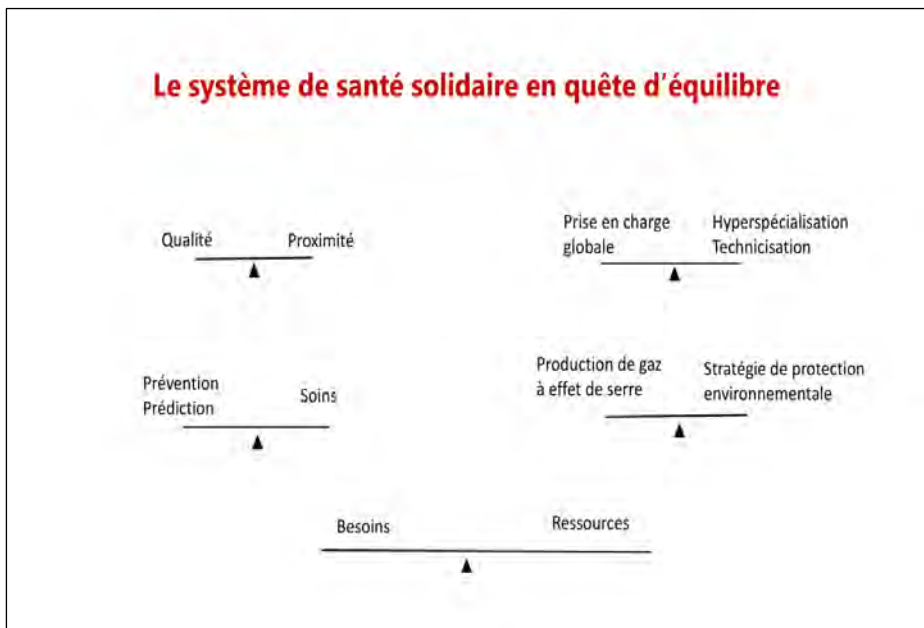 Le système de santé solidaire en quête d'équilibre
Qualité
Proximité
Prise en charge
globale
Hyperspécialisation
Technicisation
Prévention
Prédiction
Soins
Production de gaz
à effet de serre
Stratégie de protection
environnementale
Besoins
Ressources